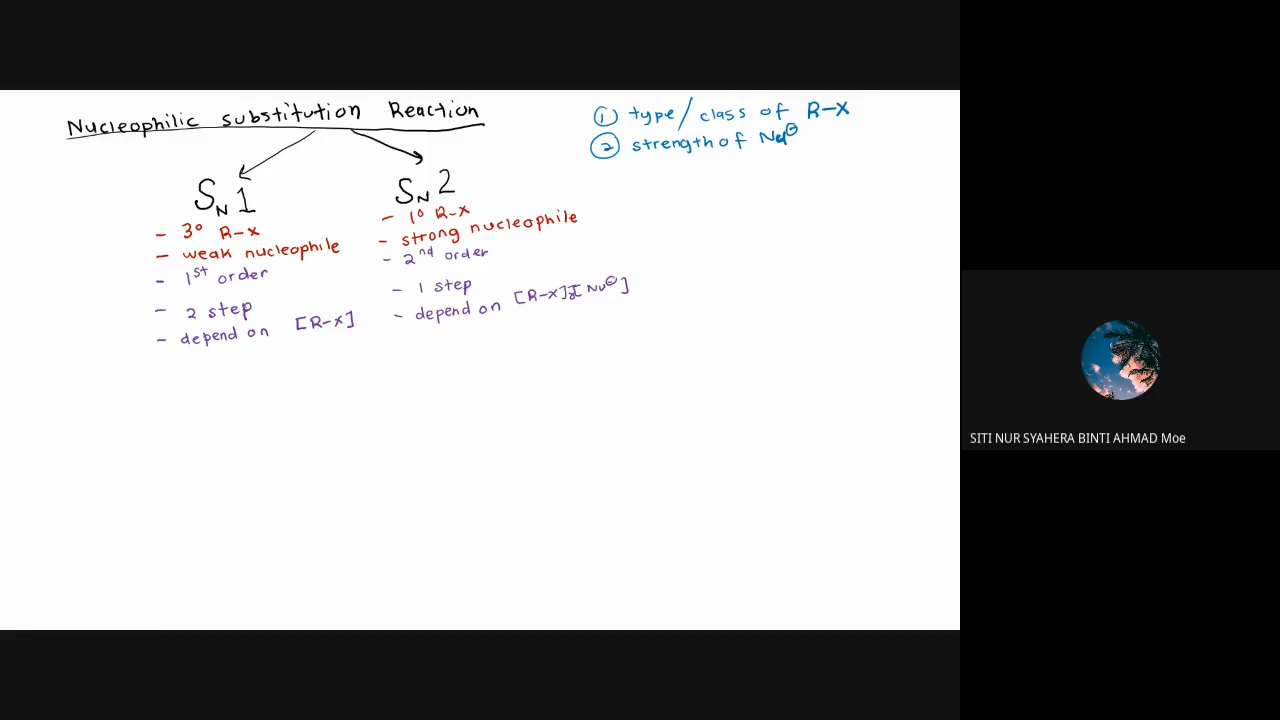 Nucleophilic substitution Reaction
① type/class of R-X
② strength of Nu⊖
SN1
- 3° R-X
- weak nucleophile
- 1st order
- 2 step
- depend on [R-X]
SN2
- 1° R-X
- strong nucleophile
- 2nd order
- 1 step
- depend on [R-X] & [Nu⊖]
SITI NUR SYAHERA BINTI AHMAD Moe